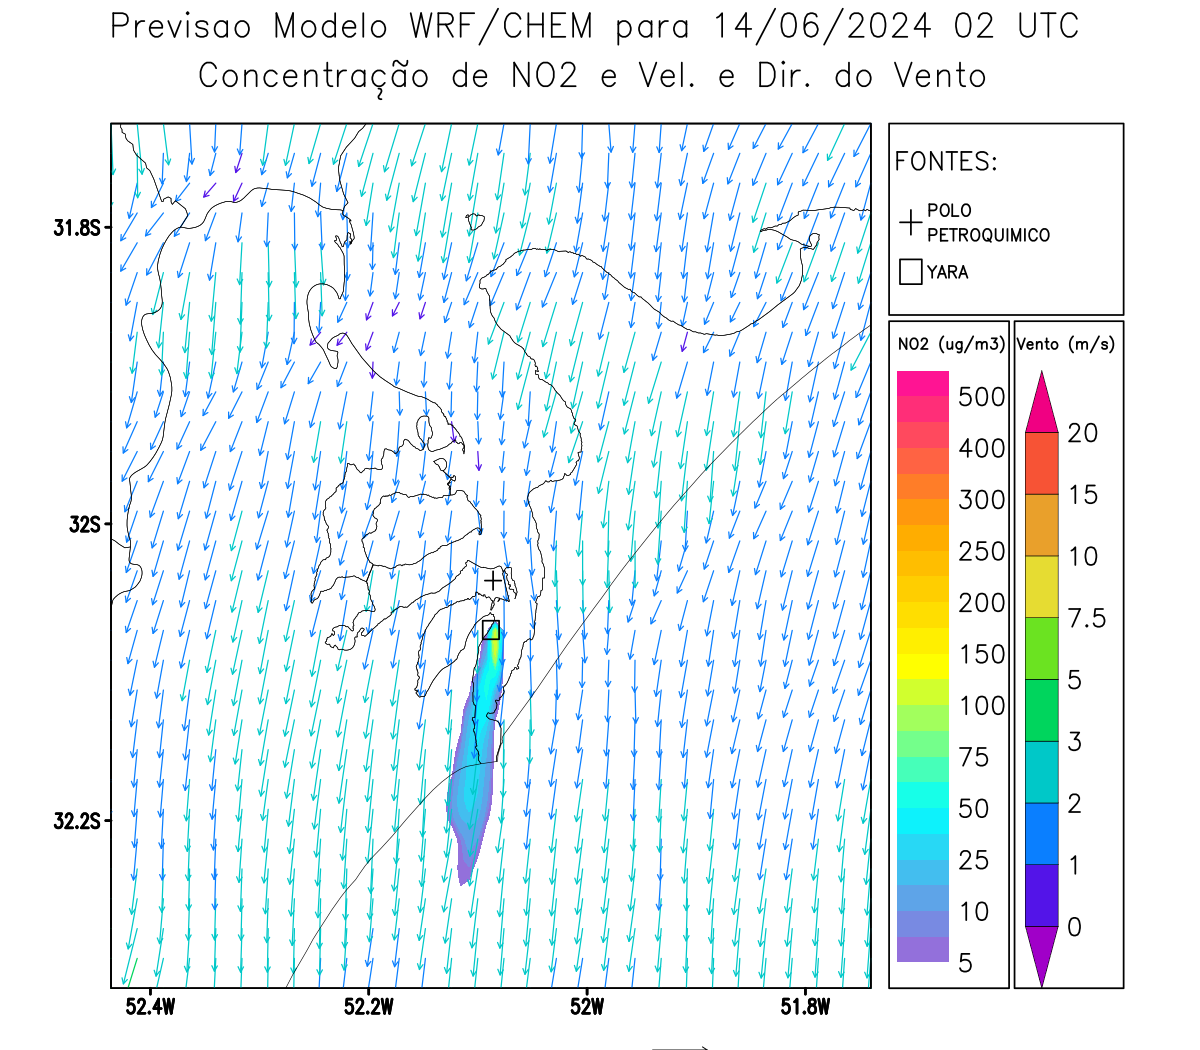 Previsao Modelo WRF/CHEM para 14/06/2024 02 UTC
Concentração de NO2 e Vel. e Dir. do Vento
FONTES:
POLO
PETROQUIMICO
YARA
NO2 (ug/m3)
500
400
300
250
200
150
100
75
50
25
10
5
Vento (m/s)
20
15
10
7.5
5
3
2
1
0
31.8S
32S
32.2S
52.4W
52.2W
52W
51.8W